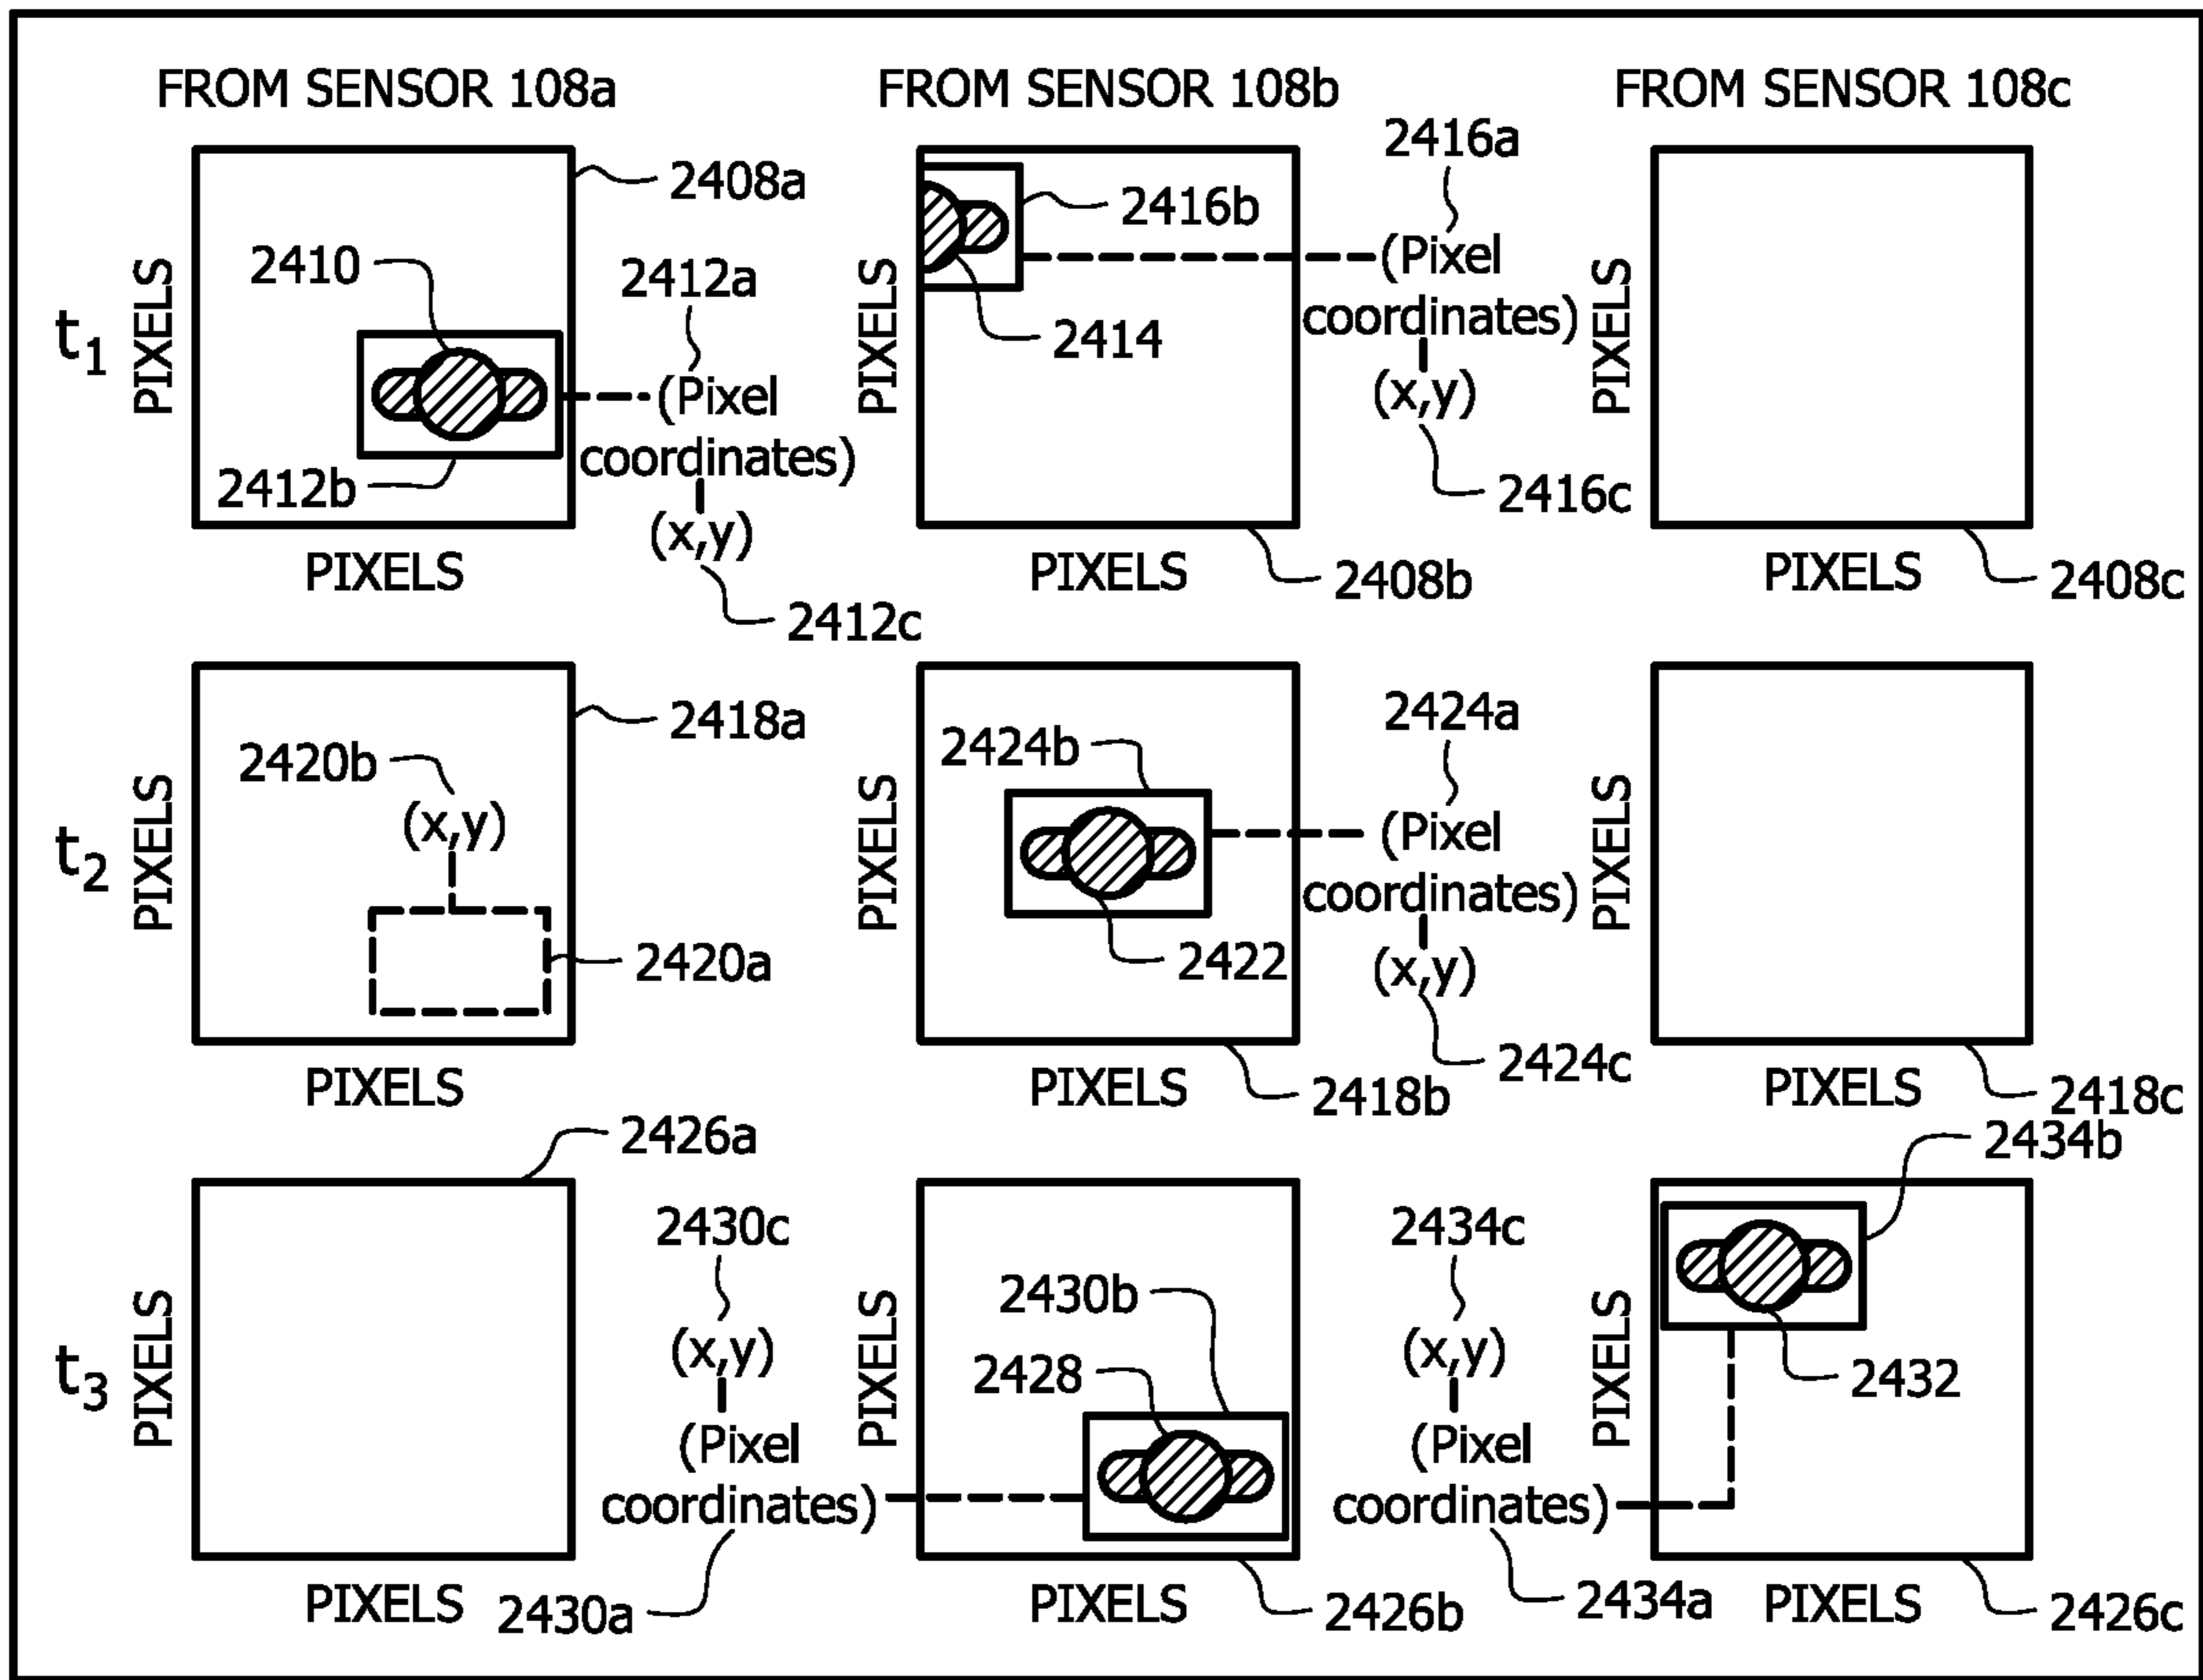 FROM SENSOR 108a
FROM SENSOR 108b
FROM SENSOR 108c
t1
PIXELS
2408a
2410
2412a
(Pixel
coordinates)
(x,y)
2412b
2412c
PIXELS
PIXELS
2416a
2416b
(Pixel
coordinates)
2414
(x,y)
2416c
PIXELS
2408b
PIXELS
PIXELS
2408c
t2
PIXELS
2418a
2420b
(x,y)
2420a
PIXELS
PIXELS
2424b
2424a
(Pixel
coordinates)
2422
(x,y)
2424c
PIXELS
2418b
PIXELS
PIXELS
2418c
t3
PIXELS
2426a
PIXELS
2430c
(x,y)
(Pixel
coordinates)
2430a
PIXELS
2430b
2428
PIXELS
2426b
2434c
(x,y)
(Pixel
coordinates)
2434a
PIXELS
2434b
2432
PIXELS
2426c